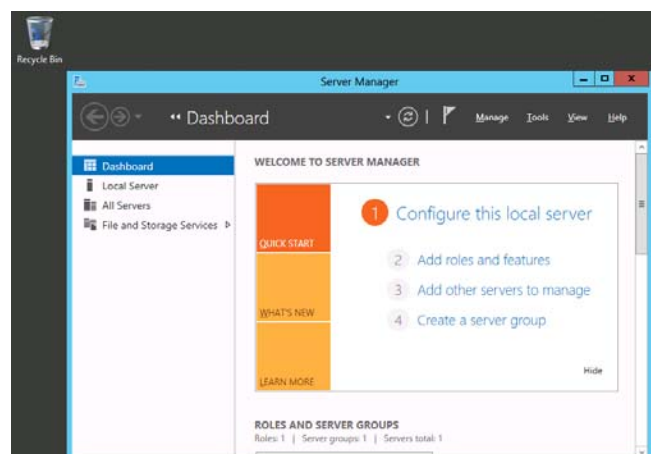 Recycle Bin
Server Manager
Dashboard
Manage Tools View Help
Dashboard
Local Server
All Servers
File and Storage Services
WELCOME TO SERVER MANAGER
QUICK START
WHAT'S NEW
LEARN MORE
1 Configure this local server
2 Add roles and features
3 Add other servers to manage
4 Create a server group
Hide
ROLES AND SERVER GROUPS
Roles: 1 | Server groups: 1 | Servers total: 1